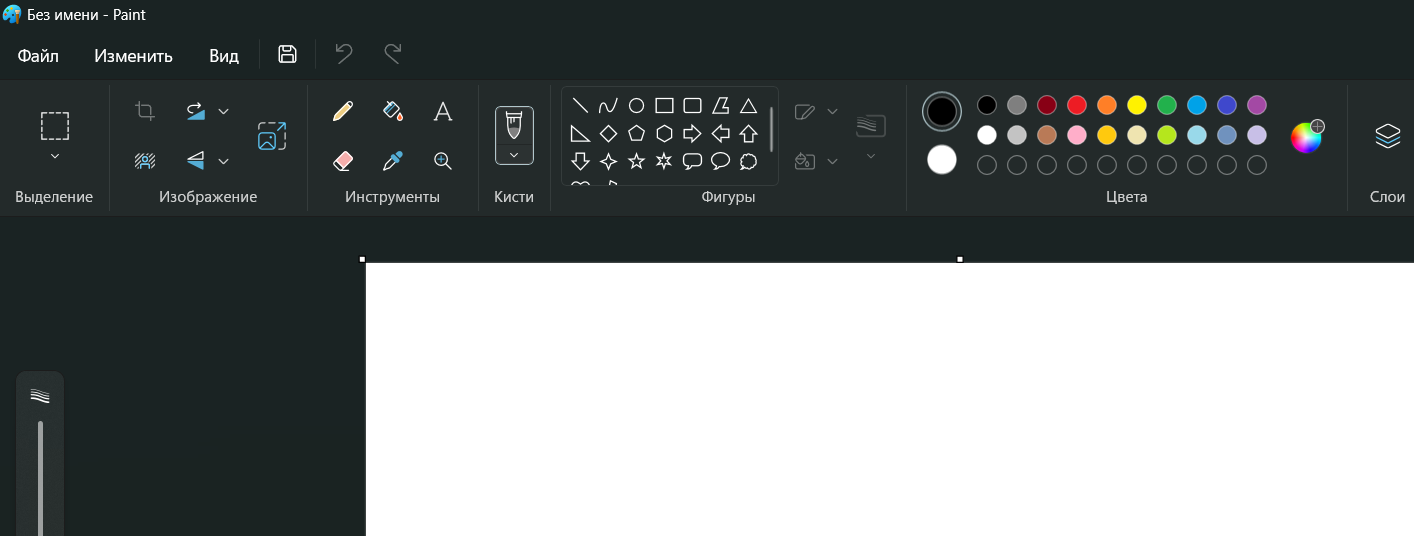 Без имени - Paint
Файл Изменить Вид
Выделение Изображение Инструменты Кисти Фигуры Цвета Слои